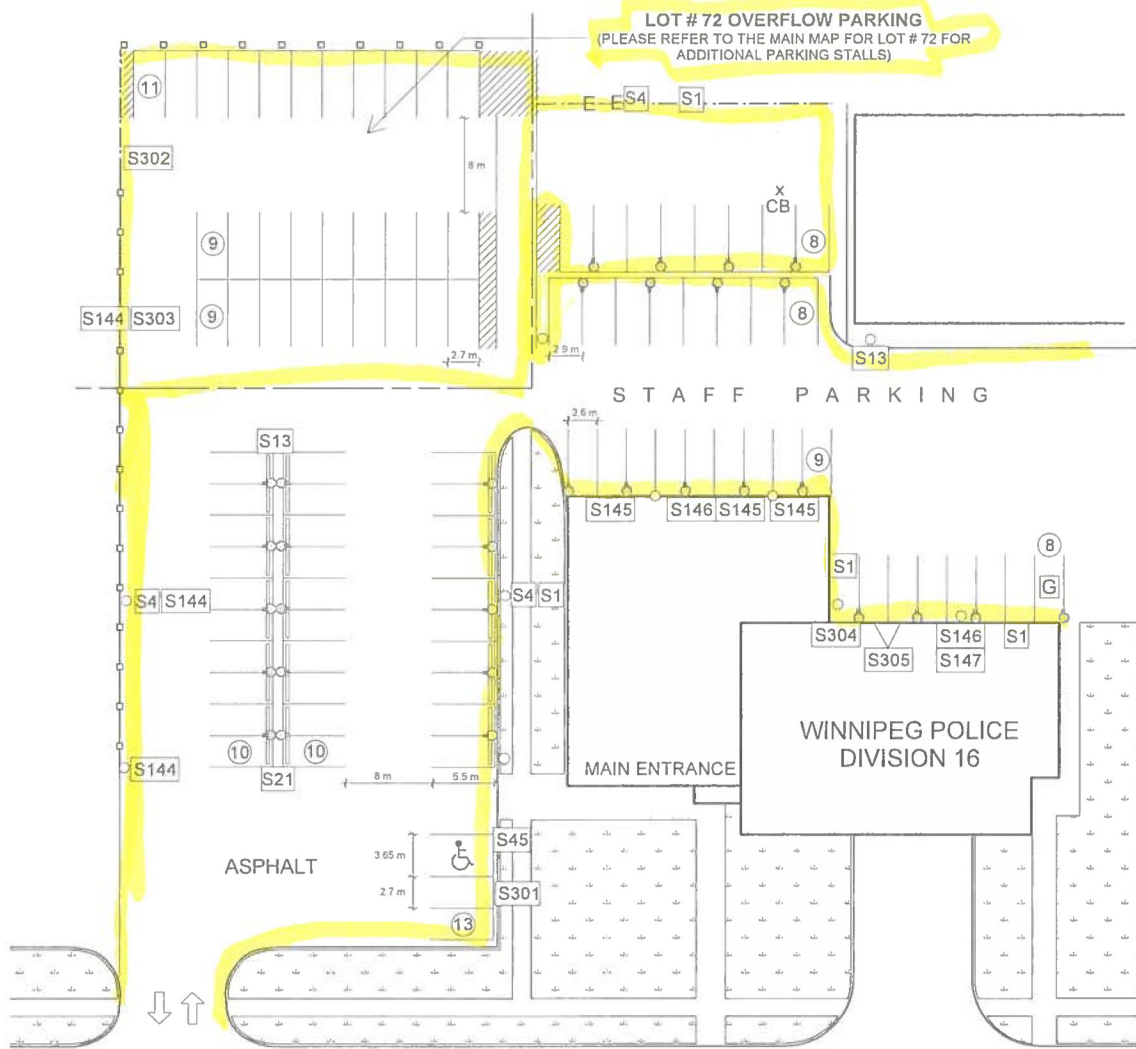 LOT # 72 OVERFLOW PARKING
(PLEASE REFER TO THE MAIN MAP FOR LOT # 72 FOR
ADDITIONAL PARKING STALLS)
11
E E S4 S1
S302
8 m
X
CB
9
8
S144 S303
9
8
2.7 m
2.9 m
S13
STAFF PARKING
2.6 m
S13
9
S145 S146 S145 S145
8
S1
G
S4 S144
S4 S1
S304
S305
S146
S147
S1
WINNIPEG POLICE
DIVISION 16
10
10
S144
S21
8 m
5.5 m
MAIN ENTRANCE
3.65 m
S45
ASPHALT
2.7 m
S301
13